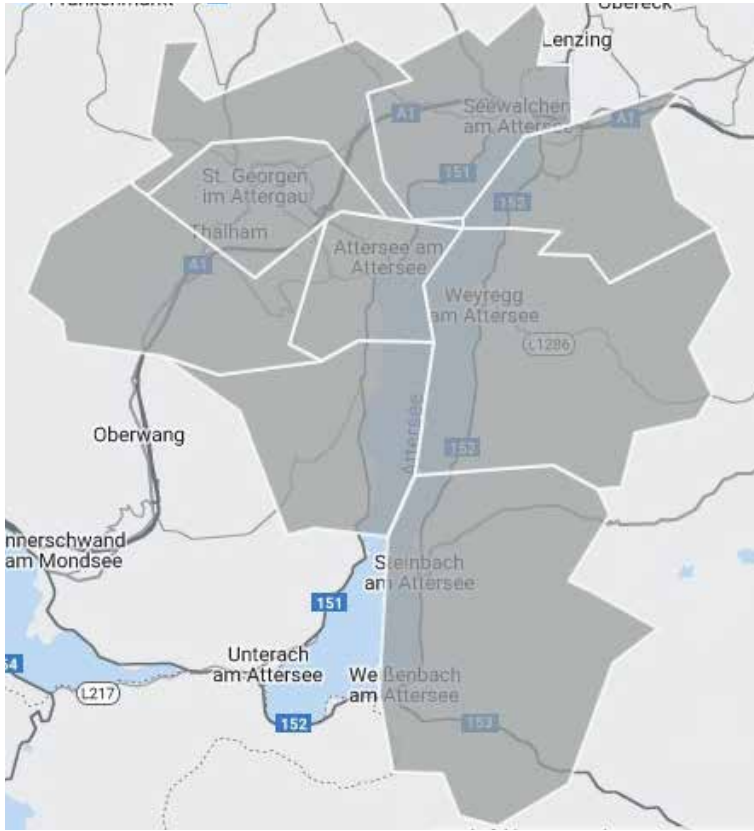 Lenzing
A1
Seewalchen
am Attersee
A1
151
152
St. Georgen
im Attergau
Thalham
A1
Attersee am
Attersee
Weyregg
am Attersee
L1286
Attersee
152
Oberwang
nnerschwand
am Mondsee
Steinbach
am Attersee
151
Unterach
am Attersee
Weißenbach
am Attersee
54
L217
152
153